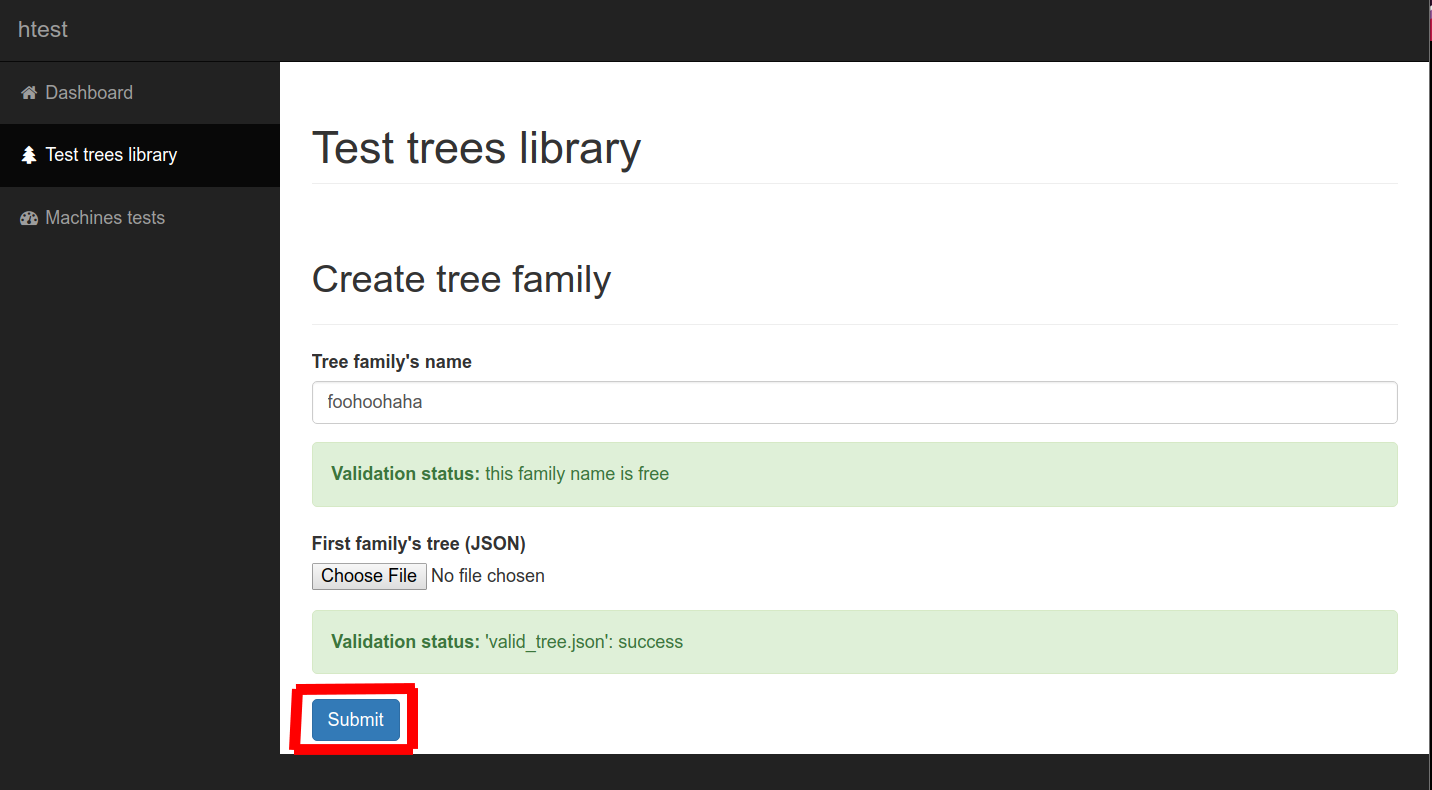 htest
Dashboard
Test trees library
Machines tests
Test trees library
Create tree family
Tree family's name
foohoohaha
Validation status: this family name is free
First family's tree (JSON)
Choose File No file chosen
Validation status: 'valid_tree.json': success
Submit